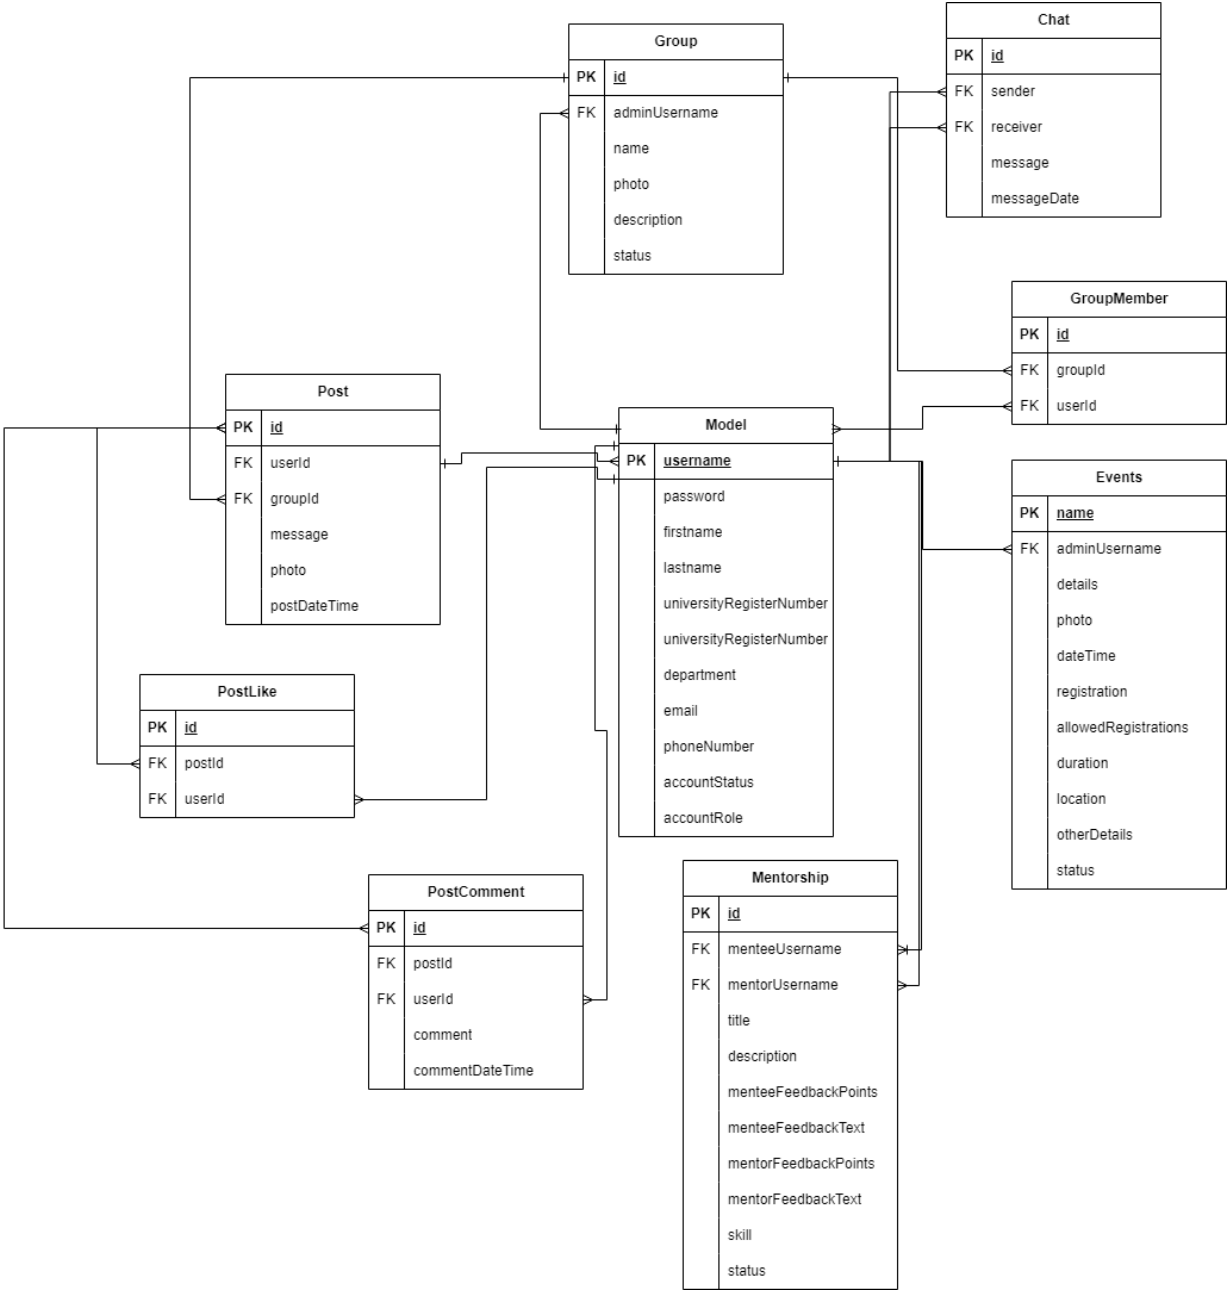 Group
PK id
FK adminUsername
name
photo
description
status
Chat
PK id
FK sender
FK receiver
message
messageDate
GroupMember
PK id
FK groupId
FK userId
Post
PK id
FK userId
FK groupId
message
photo
postDateTime
Model
PK username
password
firstname
lastname
universityRegisterNumber
universityRegisterNumber
department
email
phoneNumber
accountStatus
accountRole
Events
PK name
FK adminUsername
details
photo
dateTime
registration
allowedRegistrations
duration
location
otherDetails
status
PostLike
PK id
FK postId
FK userId
PostComment
PK id
FK postId
FK userId
comment
commentDateTime
Mentorship
PK id
FK menteeUsername
FK mentorUsername
title
description
menteeFeedbackPoints
menteeFeedbackText
mentorFeedbackPoints
mentorFeedbackText
skill
status